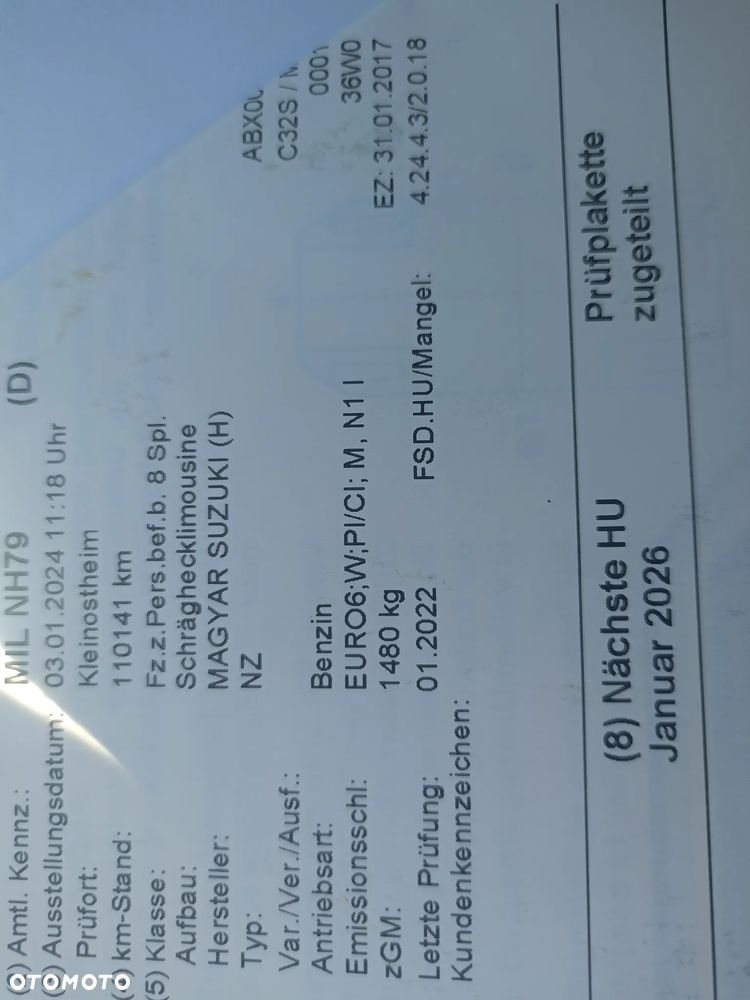 Amtl. Kennz.: MIL NH79 (D)
Ausstellungsdatum: 03.01.2024 11:18 Uhr
Prüfort: Kleinostheim
km-Stand: 110141 km
(5) Klasse: Fz.z.Pers.bef.b. 8 Spl.
Aufbau: Schräghecklimousine
Hersteller: MAGYAR SUZUKI (H)
Typ: NZ ABX0
Var./Ver./Ausf.: C32S /
Antriebsart: Benzin 0001
Emissionsschl: EURO6;W;PI/CI; M, N1 I 36W0
zGM: 1480 kg EZ: 31.01.2017
Letzte Prüfung: 01.2022 FSD.HU/Mangel: 4.24.4.3/2.0.18
Kundenkennzeichen:
(8) Nächste HU Prüfplakette
Januar 2026 zugeteilt
OTOMOTO